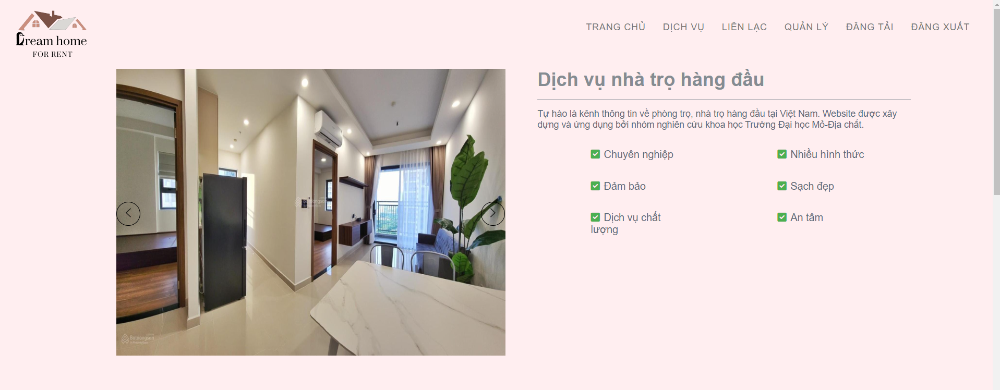 Dream home
FOR RENT
TRANG CHỦ DỊCH VỤ LIÊN LẠC QUẢN LÝ ĐĂNG TẢI ĐĂNG XUẤT
Dịch vụ nhà trọ hàng đầu
Tự hào là kênh thông tin về phòng trọ, nhà trọ hàng đầu tại Việt Nam. Website được xây
dựng và ứng dụng bởi nhóm nghiên cứu khoa học Trường Đại học Mỏ-Địa chất.
Chuyên nghiệp
Nhiều hình thức
Đảm bảo
Sạch đẹp
Dịch vụ chất
lượng
An tâm
Batdongsan
Batdongsan